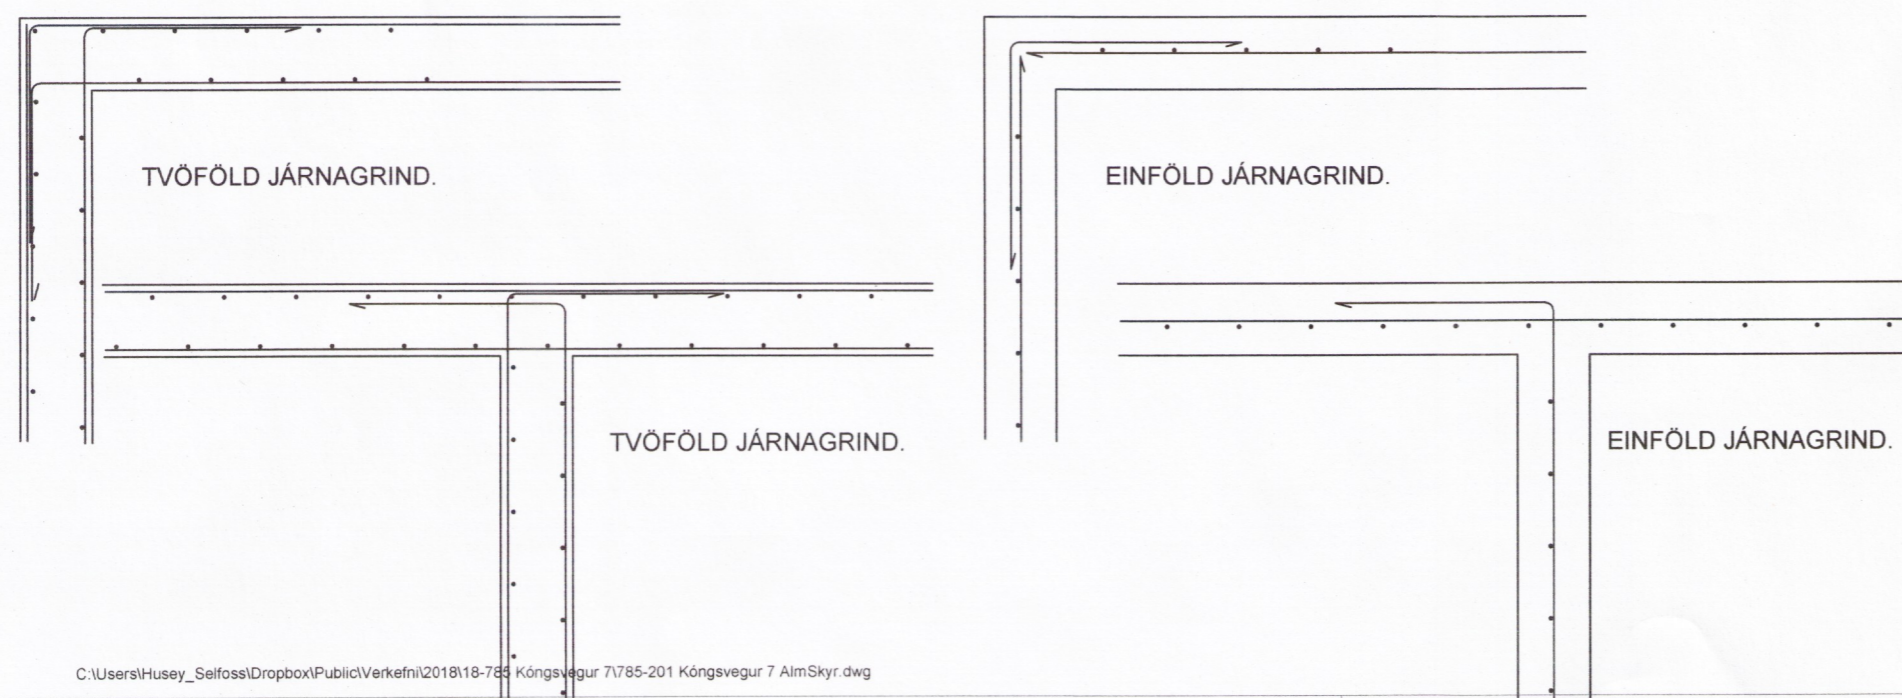 TVÖFÖLD JÁRNAGRIND.
EINFÖLD JÁRNAGRIND.
TVÖFÖLD JÁRNAGRIND.
EINFÖLD JÁRNAGRIND.
C:\Users\Husey_Selfoss\Dropbox\Public\Verkefni\2018\18-785 Kóngsvegur 7\785-201 Kóngsvegur 7 AlmSkyr.dwg